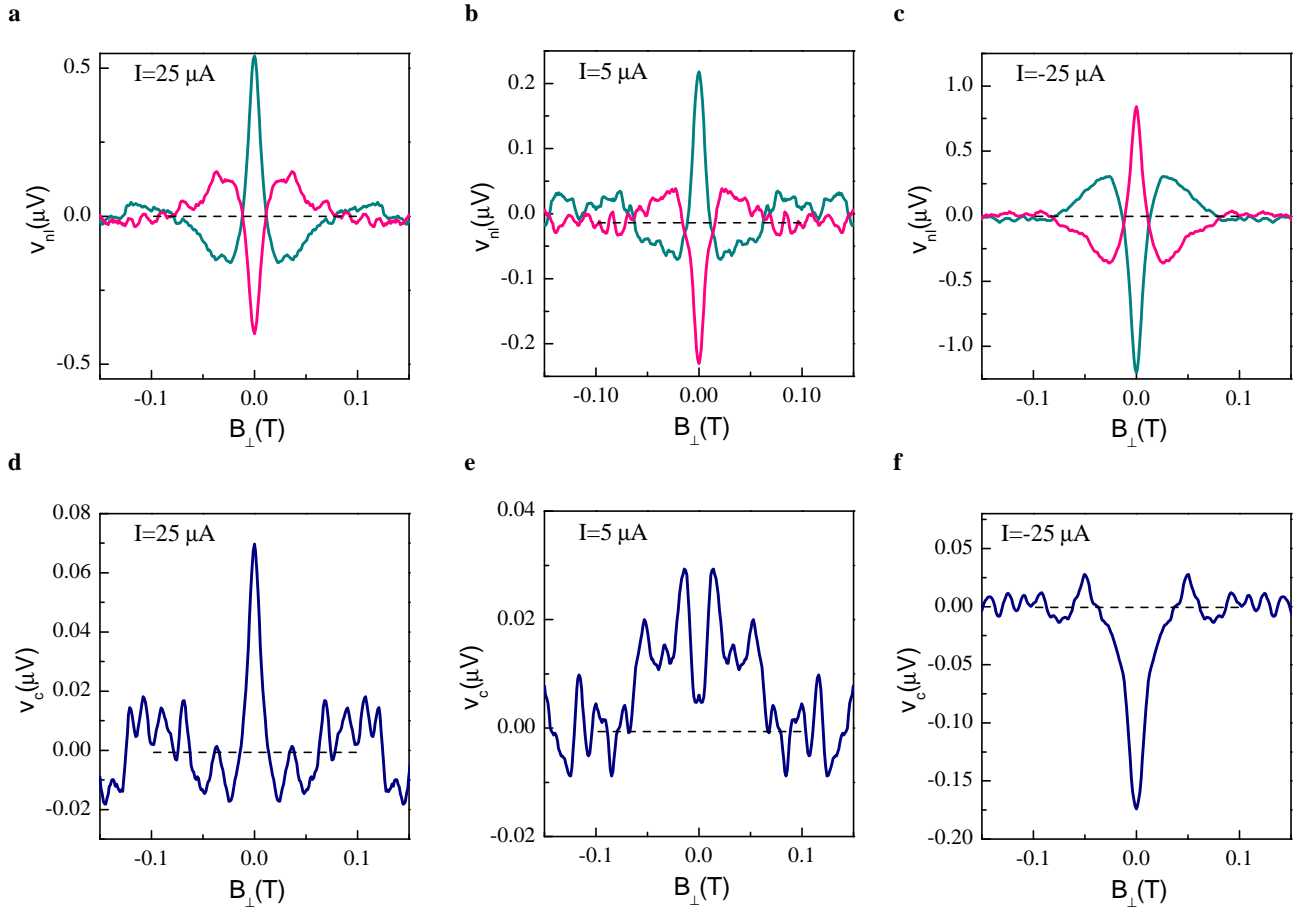 a
I=25 μA
0.5
0.0
-0.5
v_nl(μV)
-0.1
0.0
0.1
B_⊥(T)
b
I=5 μA
0.2
0.1
0.0
-0.1
-0.2
v_nl(μV)
-0.10
0.00
0.10
B_⊥(T)
c
I=-25 μA
1.0
0.5
0.0
-0.5
-1.0
v_nl(μV)
-0.1
0.0
0.1
B_⊥(T)
d
I=25 μA
0.08
0.06
0.04
0.02
0.00
-0.02
v_c(μV)
-0.1
0.0
0.1
B_⊥(T)
e
I=5 μA
0.04
0.02
0.00
-0.02
v_c(μV)
-0.1
0.0
0.1
B_⊥(T)
f
I=-25 μA
0.05
0.00
-0.05
-0.10
-0.15
-0.20
v_c(μV)
-0.1
0.0
0.1
B_⊥(T)